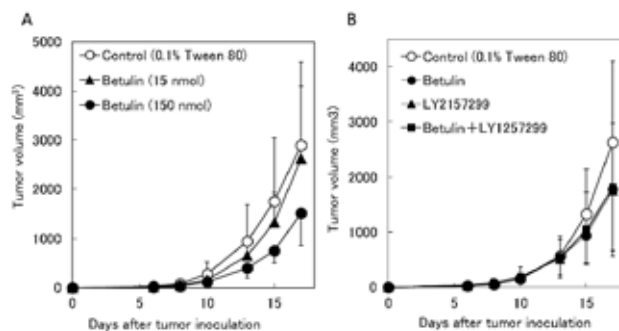 A
Tumor volume (mm³)
5000
4000
3000
2000
1000
0
Control (0.1% Tween 80)
Betulin (15 nmol)
Betulin (150 nmol)
0
5
10
15
Days after tumor inoculation
B
Tumor volume (mm3)
5000
4000
3000
2000
1000
0
Control (0.1% Tween 80)
Betulin
LY2157299
Betulin+LY1257299
0
5
10
15
Days after tumor inoculation